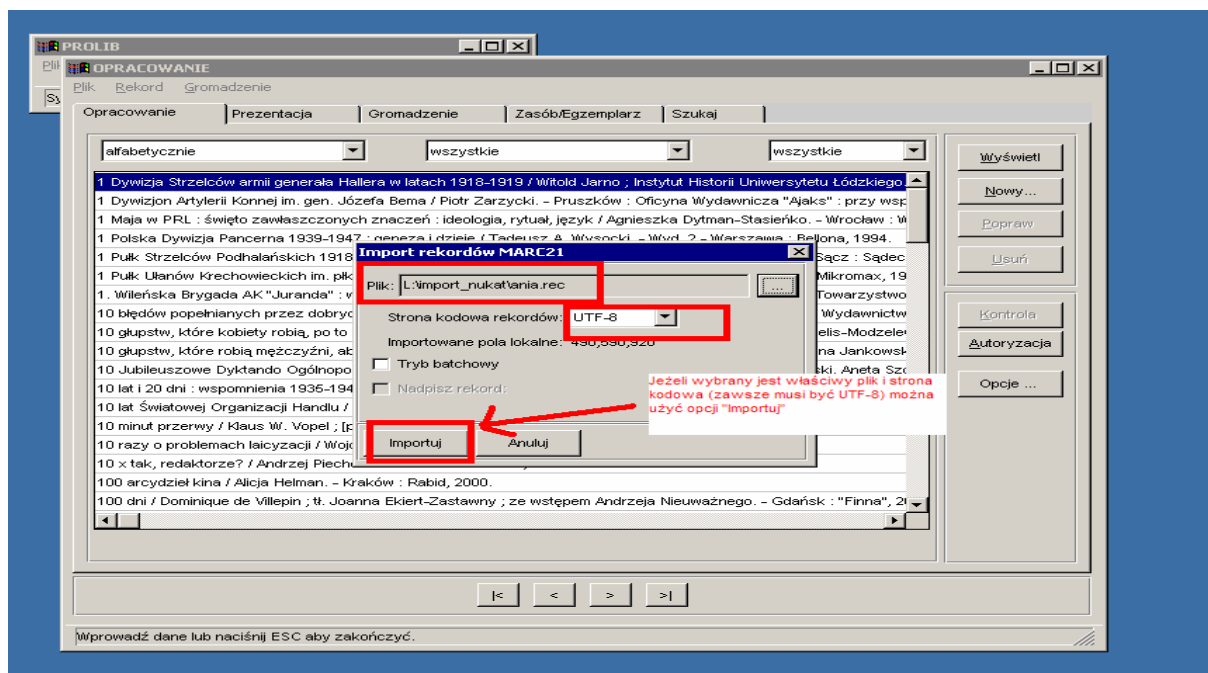 PROLIB
Plik
OPRACOWANIE
Plik Rekord Gromadzenie
Opracowanie Prezentacja Gromadzenie Zasób/Egzemplarz Szukaj
alfabetycznie wszystkie wszystkie
Wyświetl
Nowy...
Popraw
Usuń
Kontrola
Autoryzacja
Opcje ...
1 Dywizja Strzelców armii generała Hallera w latach 1918-1919 / Witold Jarno ; Instytut Historii Uniwersytetu Łódzkiego.
1 Dywizjon Artylerii Konnej im. gen. Józefa Bema / Piotr Zarzycki. - Pruszków : Oficyna Wydawnicza "Ajaks" : przy wsp
1 Maja w PRL : święto zawłaszczonych znaczeń : ideologia, rytuał, język / Agnieszka Dytman-Stasieńko. - Wrocław : W
1 Polska Dywizja Pancerna 1939-1947 : geneza i dzieje / Tadeusz A. Wysocki. - Wyd. 2 - Warszawa : Bellona, 1994.
1 Pułk Strzelców Podhalańskich 1918 Sącz : Sądec
1 Pułk Ułanów Krechowieckich im. płk Mikromax, 19
1. Wileńska Brygada AK "Juranda" : w Towarzystwo
10 błędów popełnianych przez dobryc Wydawnictw
10 głupstw, które kobiety robią, po to elis-Modzelew
10 głupstw, które robią mężczyźni, ab na Jankowsk
10 Jubileuszowe Dyktando Ogólnopo ski. Aneta Szc
10 lat i 20 dni : wspomnienia 1935-194
10 lat Światowej Organizacji Handlu /
10 minut przerwy / Klaus W. Vopel ; [p
10 razy o problemach laicyzacji / Wojc
10 x tak, redaktorze? / Andrzej Piech
100 arcydzieł kina / Alicja Helman. - Kraków : Rabid, 2000.
100 dni / Dominique de Villepin ; tł. Joanna Ekiert-Zastawny ; ze wstępem Andrzeja Nieuważnego. - Gdańsk : "Finna", 2
Import rekordów MARC21
Plik: L:\import_nukat\ania.rec ...
Strona kodowa rekordów: UTF-8
Importowane pola lokalne: 490,590,920
Tryb batchowy
Nadpisz rekord:
Importuj Anuluj
Jeżeli wybrany jest właściwy plik i strona
kodowa (zawsze musi być UTF-8) można
użyć opcji "Importuj"
|< < > >|
Wprowadź dane lub naciśnij ESC aby zakończyć.